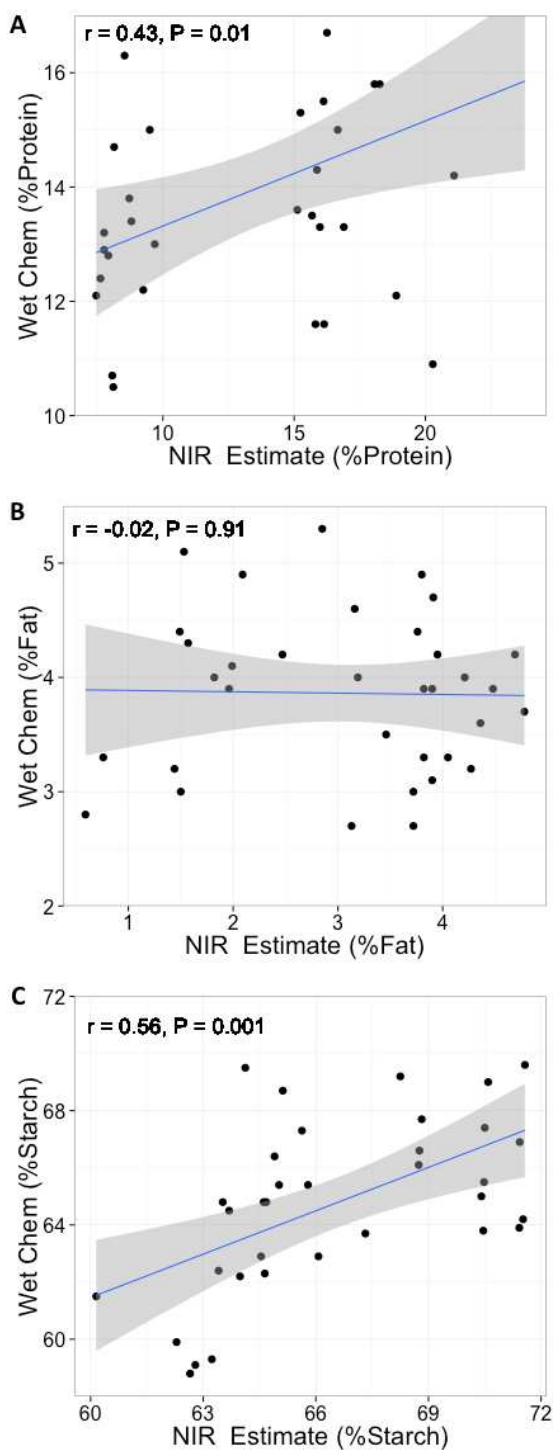 A
r = 0.43, P = 0.01
16
14
12
10
Wet Chem (%Protein)
10 15 20
NIR Estimate (%Protein)
B
r = -0.02, P = 0.91
5
4
3
2
Wet Chem (%Fat)
1 2 3 4
NIR Estimate (%Fat)
C
72
r = 0.56, P = 0.001
68
64
60
Wet Chem (%Starch)
60 63 66 69 72
NIR Estimate (%Starch)